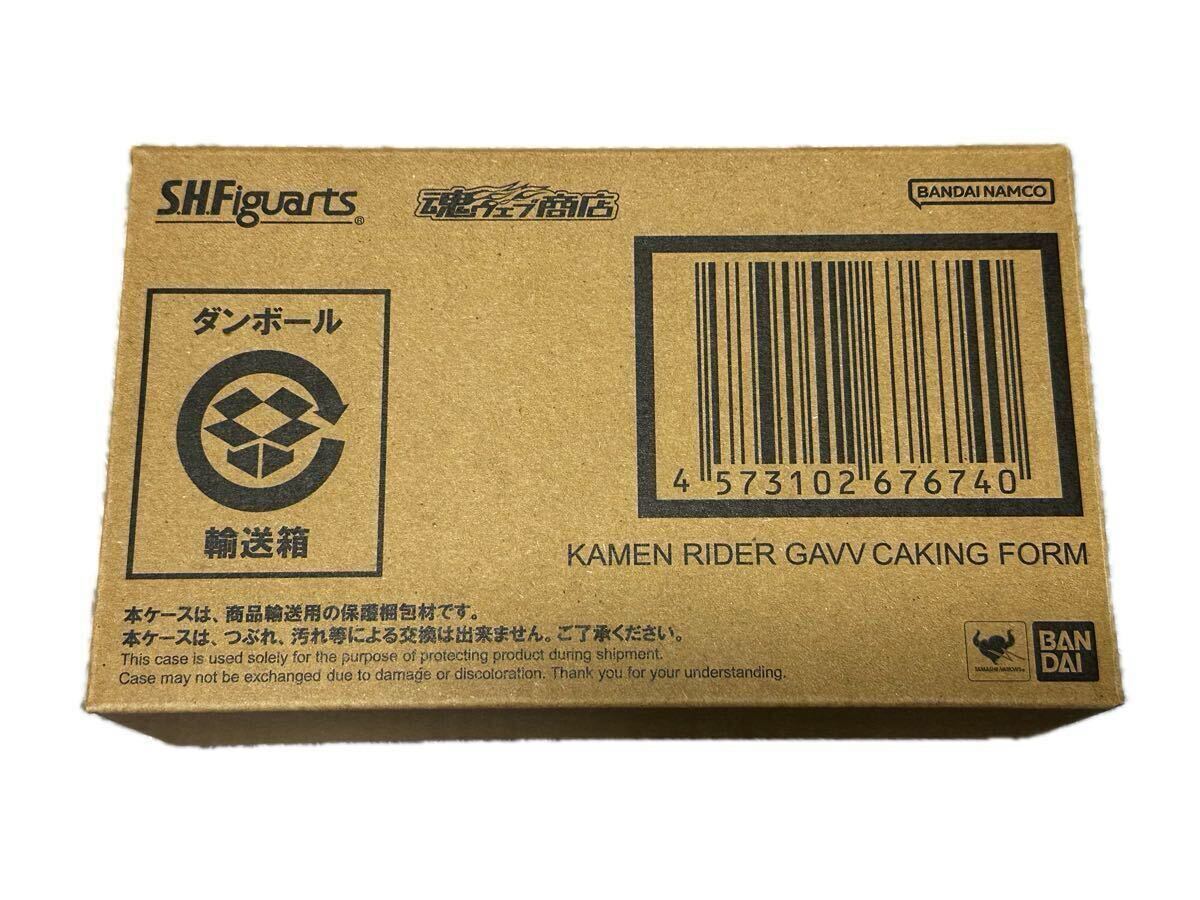 S.H.Figuarts®
魂ウェブ商店
BANDAI NAMCO
ダンボール
輸送箱
4 573102 676740
KAMEN RIDER GAVV CAKING FORM
本ケースは、商品輸送用の保護梱包材です。
本ケースは、つぶれ、汚れ等による交換は出来ません。ご了承ください。
This case is used solely for the purpose of protecting product during shipment.
Case may not be exchanged due to damage or discoloration. Thank you for your understanding.
TAMASHII NATIONS
BAN
DAI